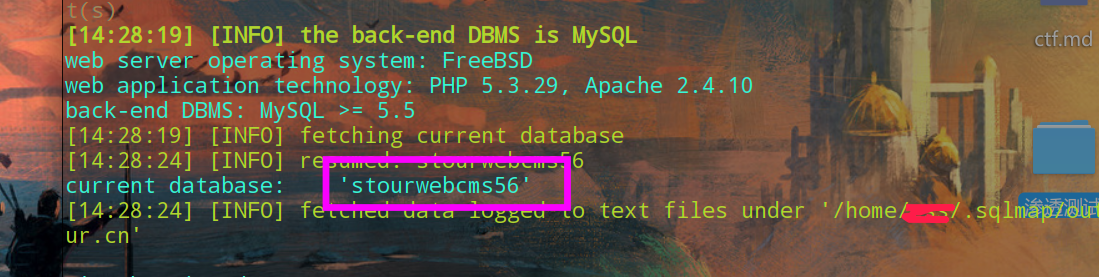 t(s)
[14:28:19] [INFO] the back-end DBMS is MySQL
web server operating system: FreeBSD
web application technology: PHP 5.3.29, Apache 2.4.10
back-end DBMS: MySQL >= 5.5
[14:28:19] [INFO] fetching current database
[14:28:24] [INFO] resumed: stourwebcms56
current database:    'stourwebcms56'
[14:28:24] [INFO] fetched data logged to text files under '/home/ /.sqlmap/out
ur.cn'
ctf.md
渗透测试